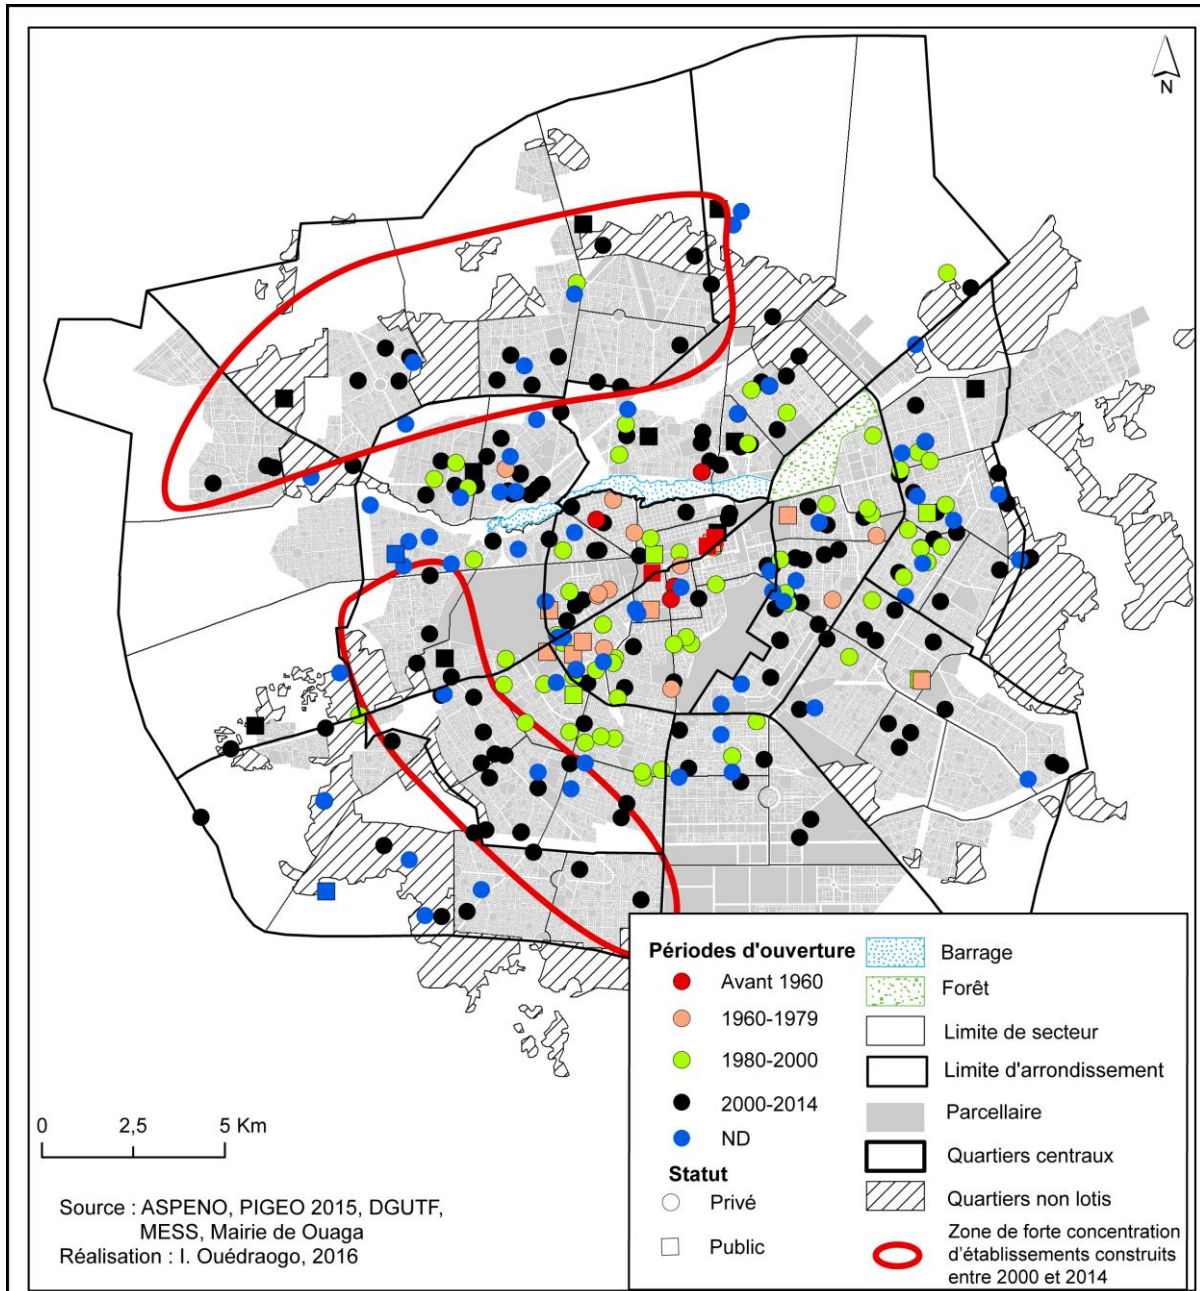 N
Périodes d'ouverture
Avant 1960
1960-1979
1980-2000
2000-2014
ND
Statut
Privé
Public
Barrage
Forêt
Limite de secteur
Limite d'arrondissement
Parcellaire
Quartiers centraux
Quartiers non lotis
Zone de forte concentration
d'établissements construits
entre 2000 et 2014
0 2,5 5 Km
Source : ASPENO, PIGEO 2015, DGUTF,
MESS, Mairie de Ouaga
Réalisation : I. Ouédraogo, 2016